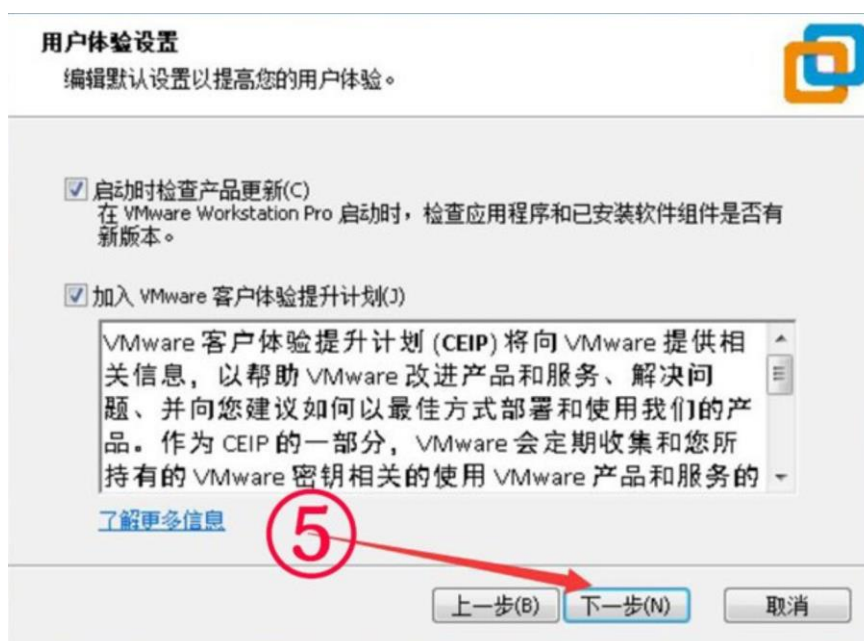 用户体验设置
编辑默认设置以提高您的用户体验。
启动时检查产品更新(C)
在 VMware Workstation Pro 启动时，检查应用程序和已安装软件组件是否有
新版本。
加入 VMware 客户体验提升计划(J)
VMware 客户体验提升计划 (CEIP) 将向 VMware 提供相
关信息，以帮助 VMware 改进产品和服务、解决问
题、并向您建议如何以最佳方式部署和使用我们的产
品。作为 CEIP 的一部分，VMware 会定期收集和您所
持有的 VMware 密钥相关的使用 VMware 产品和服务的
了解更多信息
⑤
上一步(B) 下一步(N) 取消